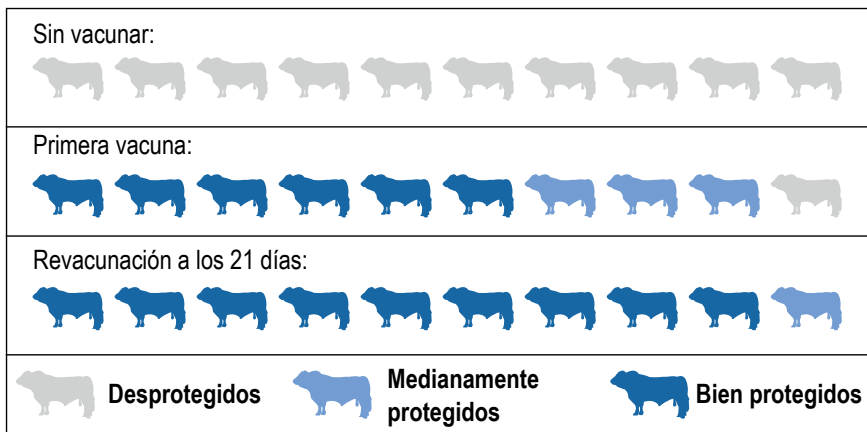 Sin vacunar:
Primera vacuna:
Revacunación a los 21 días:
Desprotegidos
Medianamente
protegidos
Bien protegidos